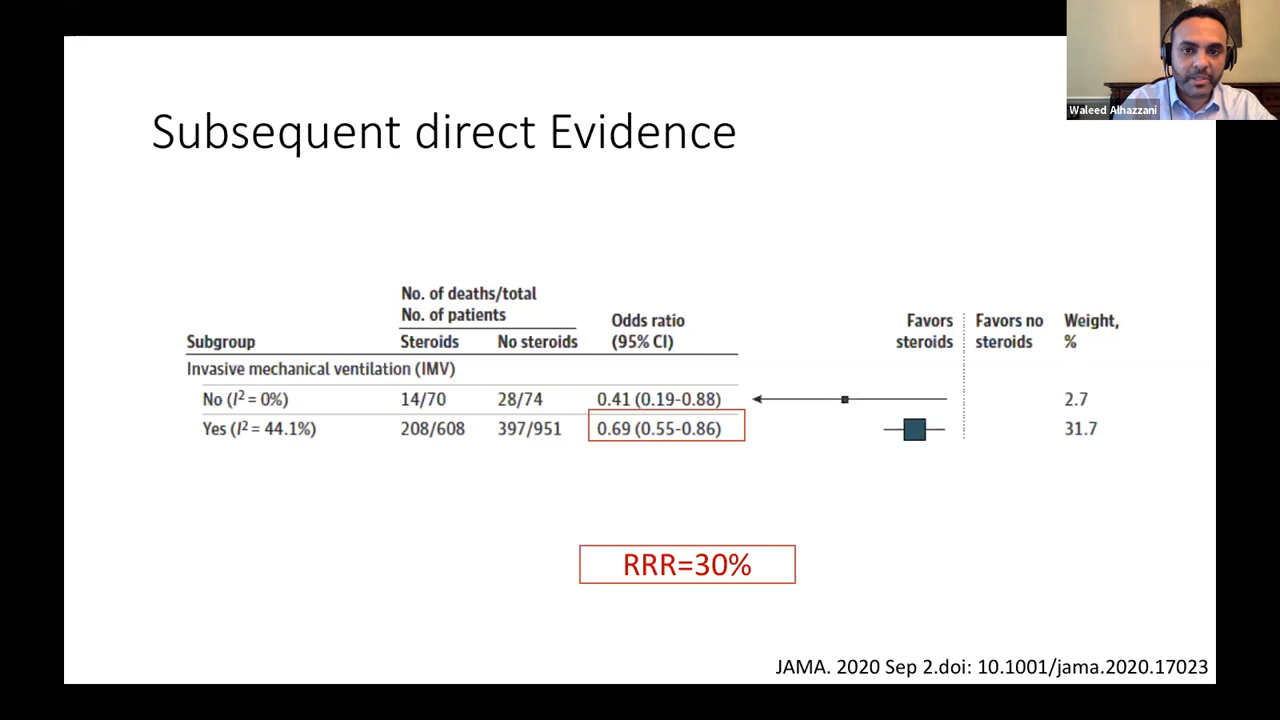 Waleed Alhazzani
Subsequent direct Evidence
No. of deaths/total
No. of patients
Odds ratio
(95% CI)
Favors
steroids
Favors no
steroids
Weight,
%
Subgroup
Steroids
No steroids
Invasive mechanical ventilation (IMV)
No (I² = 0%) 14/70 28/74 0.41 (0.19-0.88) 2.7
Yes (I² = 44.1%) 208/608 397/951 0.69 (0.55-0.86) 31.7
RRR=30%
JAMA. 2020 Sep 2.doi: 10.1001/jama.2020.17023